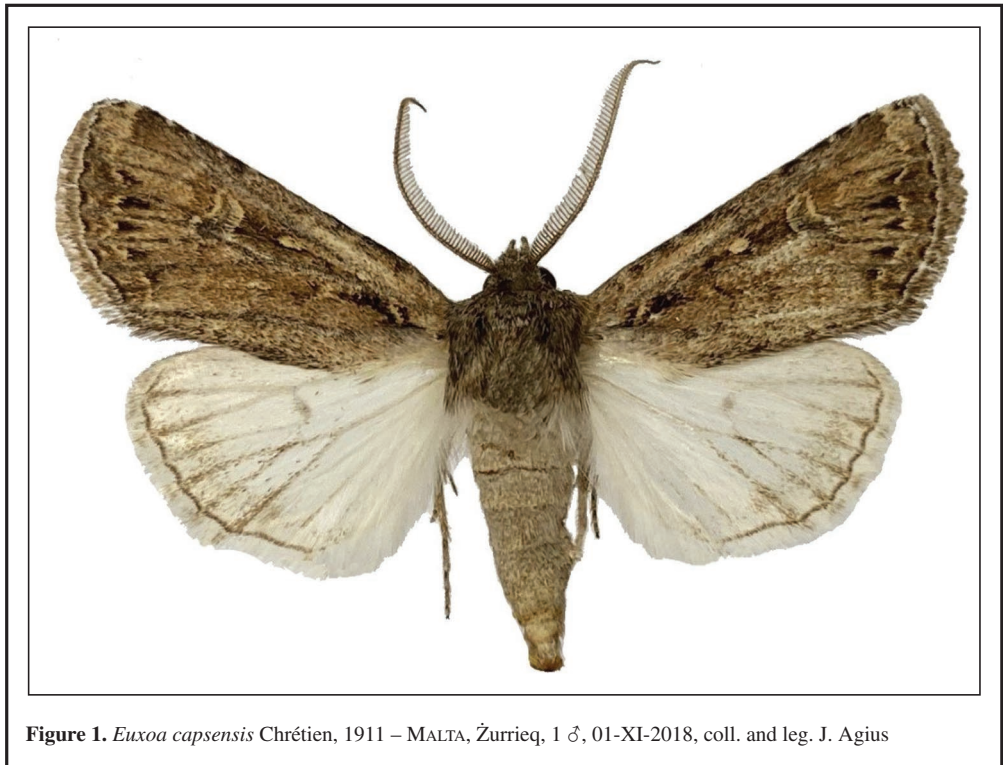 Figure 1. Euxoa capsensis Chrétien, 1911 – MALTA, Żurrieq, 1 ♂, 01-XI-2018, coll. and leg. J. Agius